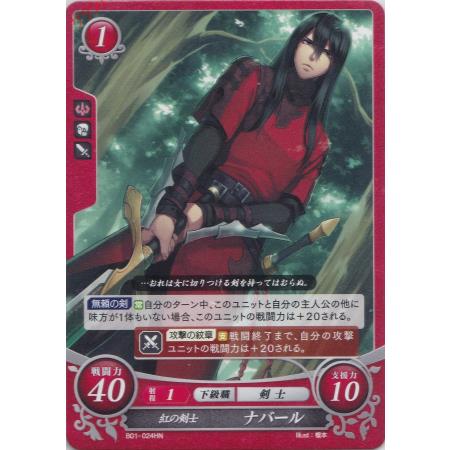 1
…おれは女に切りつける剣を持ってはおらぬ。
無頼の剣 常 自分のターン中、このユニットと自分の主人公の他に
味方が1体もいない場合、このユニットの戦闘力は+20される。
攻撃の紋章 支 戦闘終了まで、自分の攻撃
ユニットの戦闘力は+20される。
戦闘力 40
射程 1 下級職 剣士
支援力 10
紅の剣士 ナバール
B01-024HN
Illust:樒本